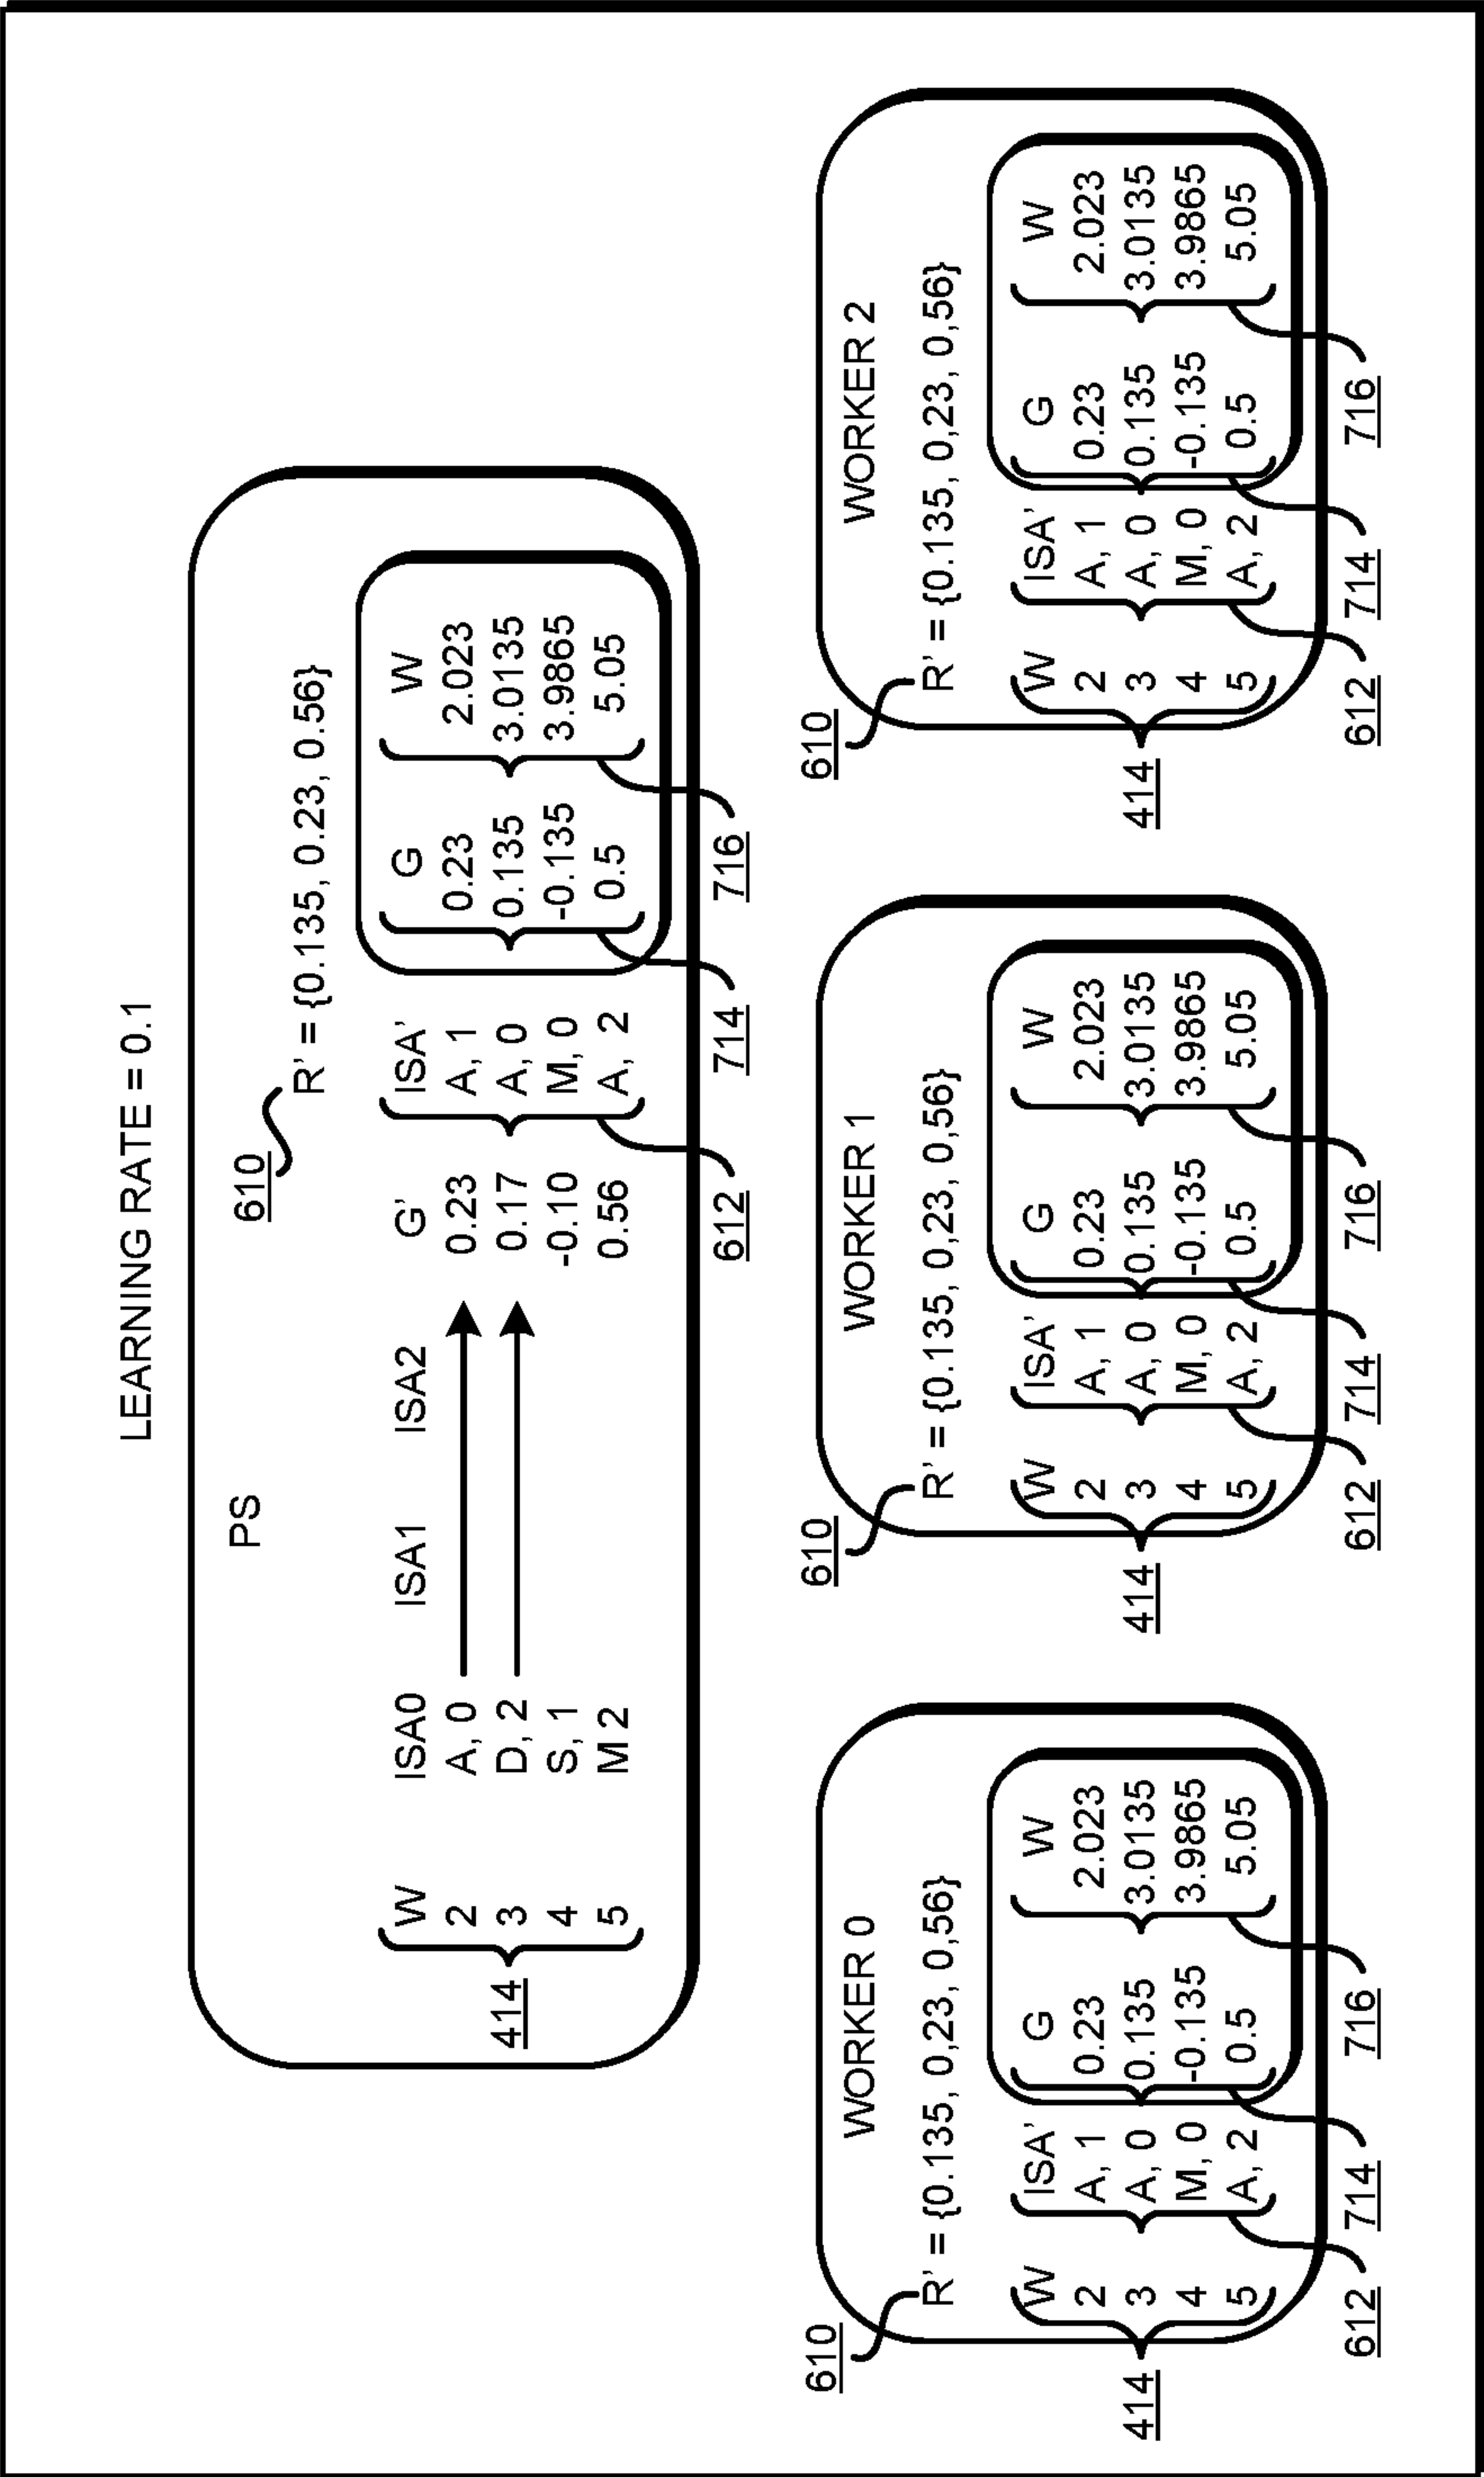 LEARNING RATE = 0.1
PS
610
R' = {0.135, 0.23, 0.56}
W ISA0 ISA1 ISA2 G' ISA' G W
2 A, 0 0.23 A, 1 0.23 2.023
3 D, 2 0.17 A, 0 0.135 3.0135
4 S, 1 -0.10 M, 0 -0.135 3.9865
5 M 2 0.56 A, 2 0.5 5.05
414
612 714 716
WORKER 0
610
R' = {0.135, 0,23, 0,56}
W ISA' G W
2 A, 1 0.23 2.023
3 A, 0 0.135 3.0135
4 M, 0 -0.135 3.9865
5 A, 2 0.5 5.05
414
612 714 716
WORKER 1
610
R' = {0.135, 0,23, 0,56}
W ISA' G W
2 A, 1 0.23 2.023
3 A, 0 0.135 3.0135
4 M, 0 -0.135 3.9865
5 A, 2 0.5 5.05
414
612 714 716
WORKER 2
610
R' = {0.135, 0,23, 0,56}
W ISA' G W
2 A, 1 0.23 2.023
3 A, 0 0.135 3.0135
4 M, 0 -0.135 3.9865
5 A, 2 0.5 5.05
414
612 714 716